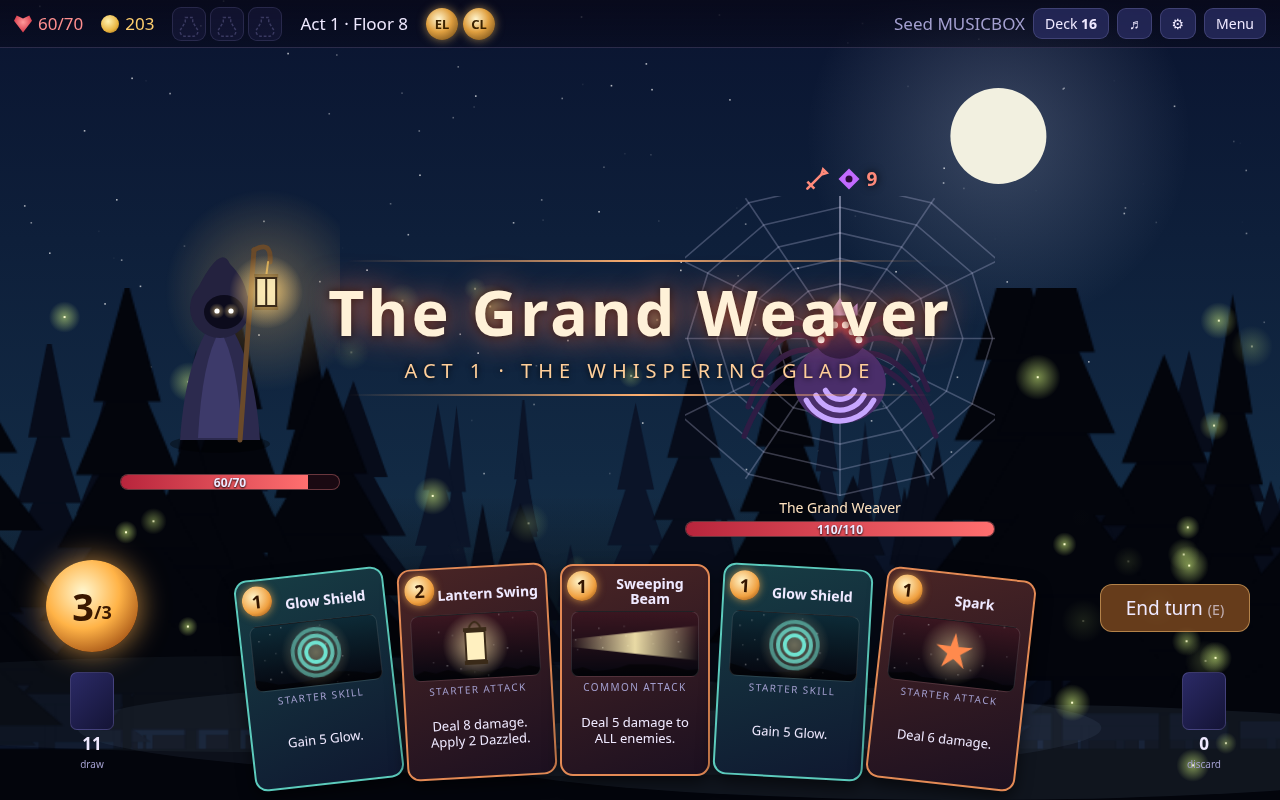 60/70
203
Act 1 · Floor 8
EL
CL
Seed MUSICBOX
Deck 16
Menu
9
The Grand Weaver
ACT 1 · THE WHISPERING GLADE
60/70
The Grand Weaver
110/110
3/3
11
draw
1
Glow Shield
STARTER SKILL
Gain 5 Glow.
2
Lantern Swing
STARTER ATTACK
Deal 8 damage.
Apply 2 Dazzled.
1
Sweeping
Beam
COMMON ATTACK
Deal 5 damage to
ALL enemies.
1
Glow Shield
STARTER SKILL
Gain 5 Glow.
1
Spark
STARTER ATTACK
Deal 6 damage.
End turn (E)
0
discard